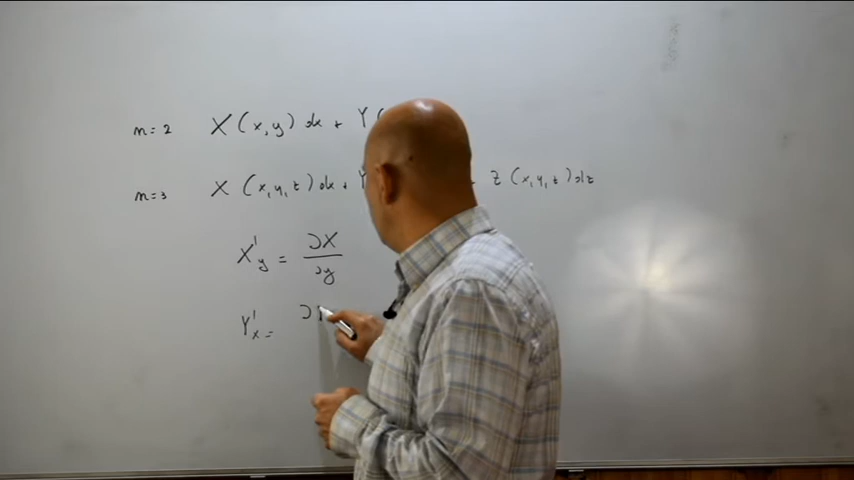 n=2 X(x,y)dx + Y(
n=3 X(x,y,z)dx + Y Z(x,y,z)dz
X'y = ∂X/∂y
Y'x = ∂